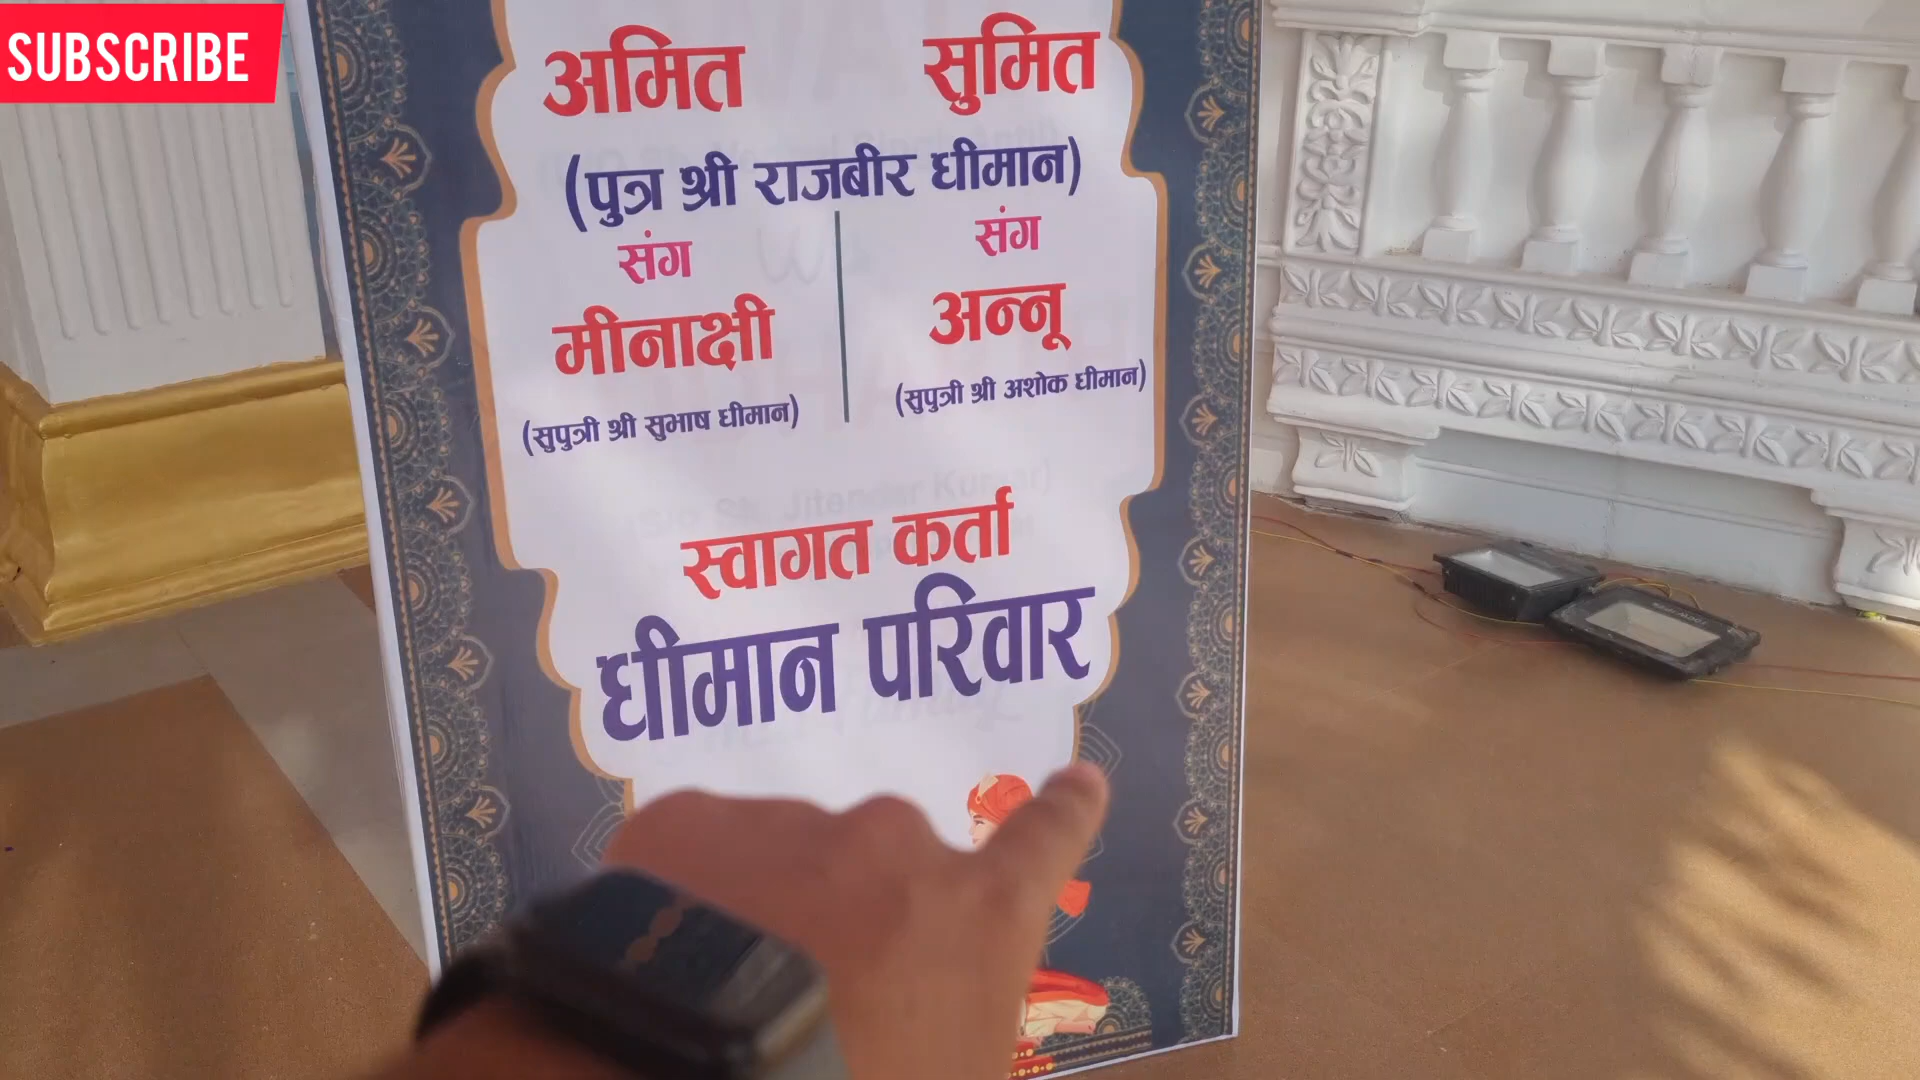 SUBSCRIBE
अमित सुमित
(पुत्र श्री राजबीर धीमान)
संग संग
मीनाक्षी अन्नू
(सुपुत्री श्री सुभाष धीमान) (सुपुत्री श्री अशोक धीमान)
स्वागत कर्ता
धीमान परिवार